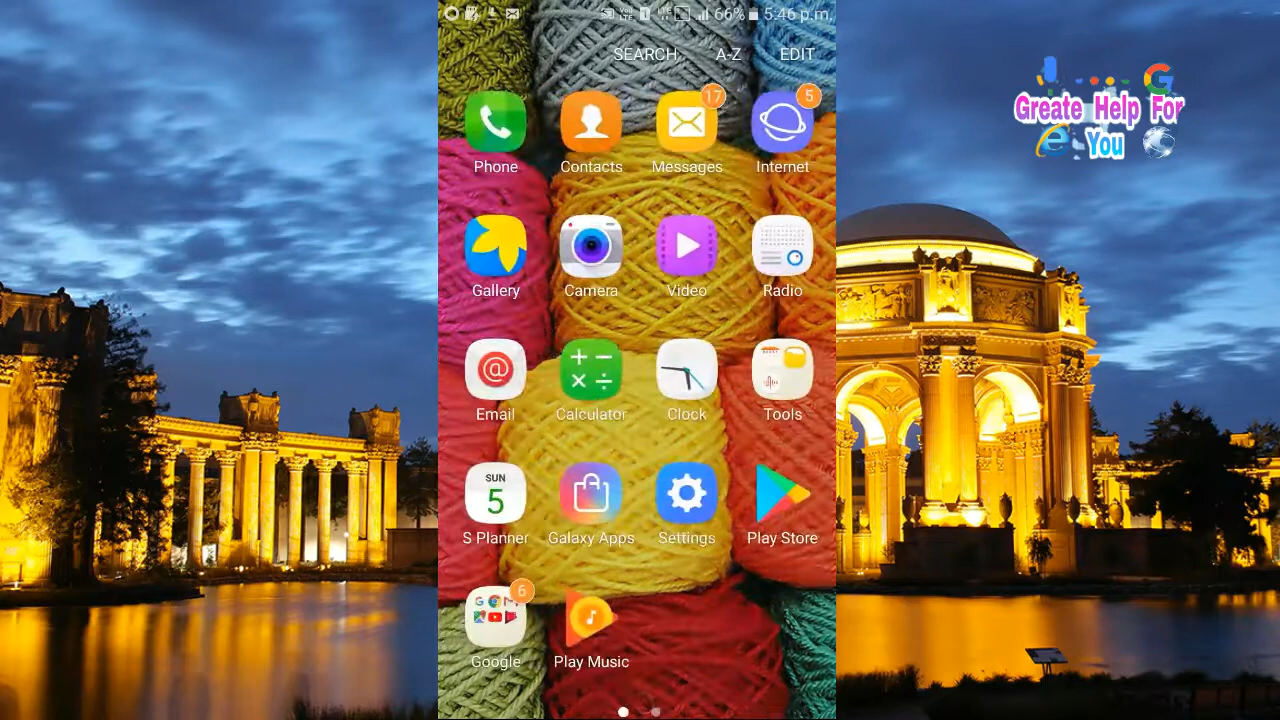 66% 5:46 p.m.
SEARCH A-Z EDIT
17 5
Phone Contacts Messages Internet
Gallery Camera Video Radio
Email Calculator Clock Tools
SUN
5
S Planner Galaxy Apps Settings Play Store
6
Google Play Music
Greate Help For
You